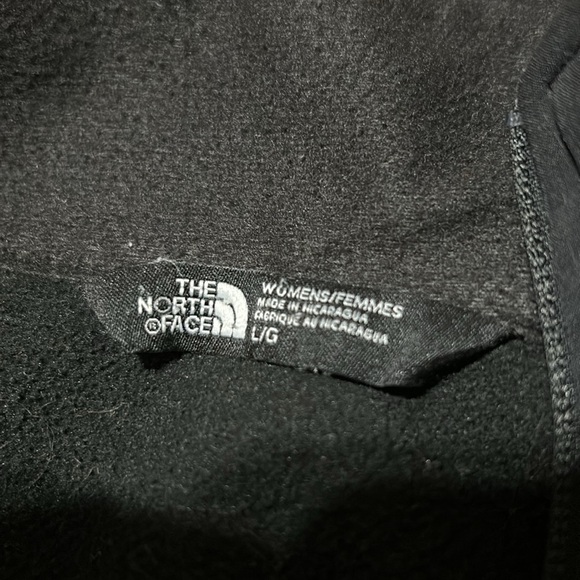 THE
NORTH
®FACE
WOMENS/FEMMES
MADE IN NICARAGUA
FABRIQUE AU NICARAGUA
L/G